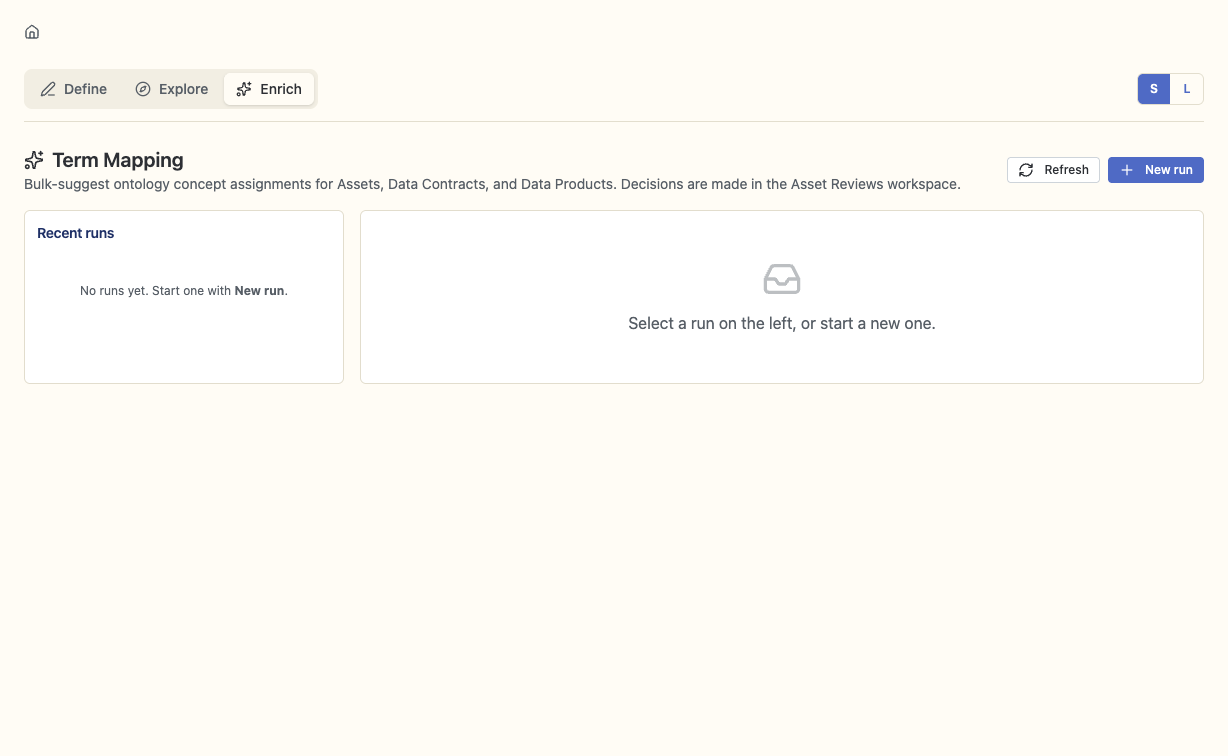 Define
Explore
Enrich
S
L
Term Mapping
Bulk-suggest ontology concept assignments for Assets, Data Contracts, and Data Products. Decisions are made in the Asset Reviews workspace.
Refresh
New run
Recent runs
No runs yet. Start one with New run.
Select a run on the left, or start a new one.